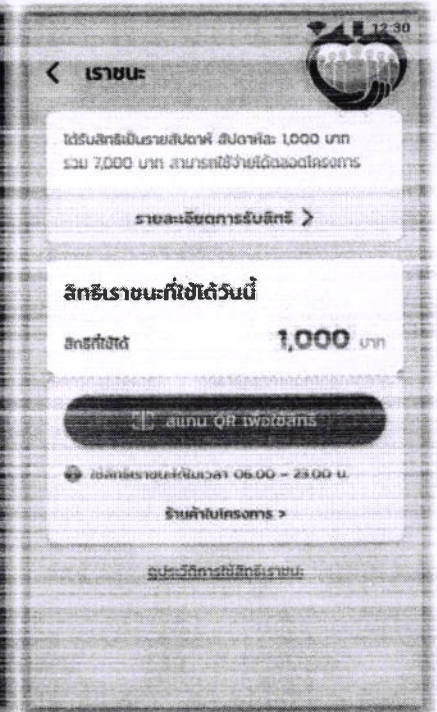 12:30
< เราชนะ
ได้รับสิทธิเป็นรายสัปดาห์ สัปดาห์ละ 1,000 บาท
รวม 7,000 บาท สามารถใช้จ่ายได้ตลอดโครงการ
รายละเอียดการรับสิทธิ >
สิทธิเราชนะที่ใช้ได้วันนี้
สิทธิที่ใช้ได้ 1,000 บาท
สแกน QR เพื่อใช้สิทธิ
ใช้สิทธิเราชนะได้ในเวลา 06.00 – 23.00 น.
ร้านค้าในโครงการ >
ดูประวัติการใช้สิทธิเราชนะ